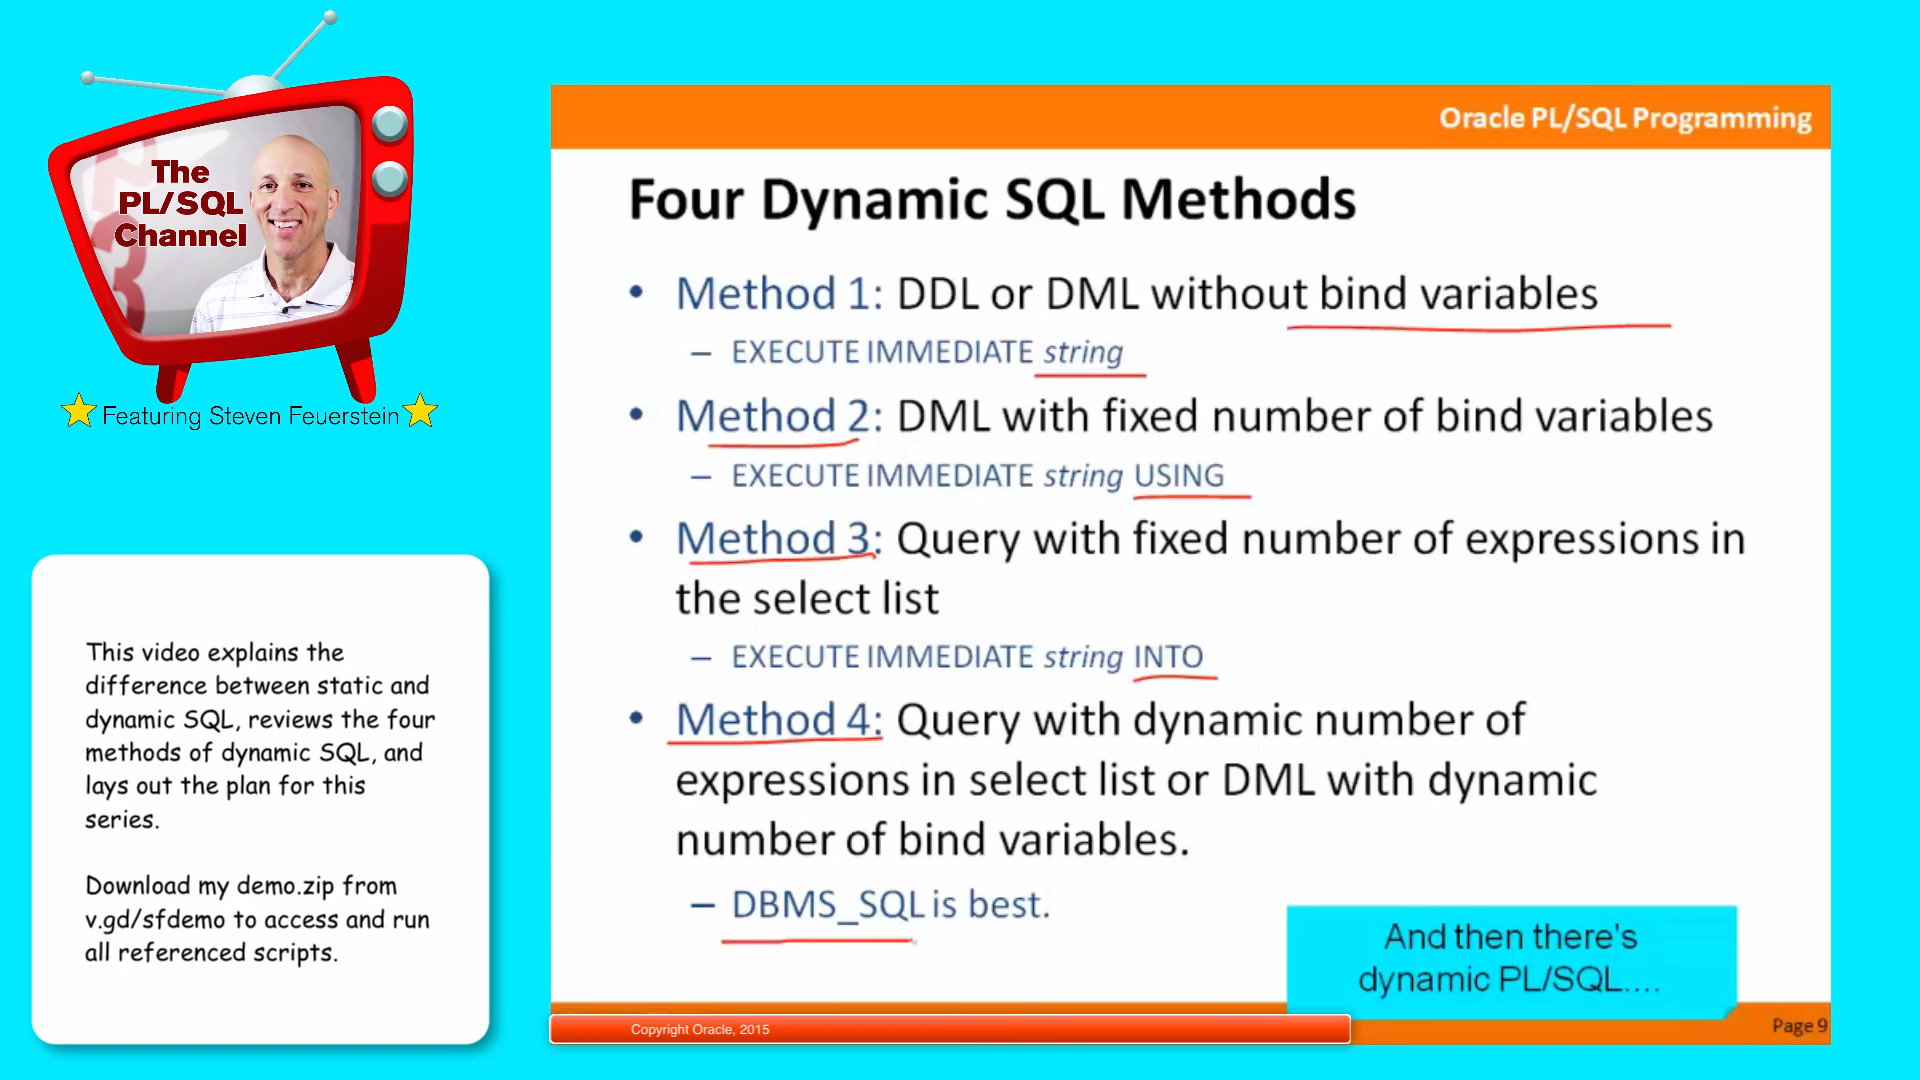 The
PL/SQL
Channel
Featuring Steven Feuerstein
This video explains the
difference between static and
dynamic SQL, reviews the four
methods of dynamic SQL, and
lays out the plan for this
series.
Download my demo.zip from
v.gd/sfdemo to access and run
all referenced scripts.
Oracle PL/SQL Programming
Four Dynamic SQL Methods
• Method 1: DDL or DML without bind variables
– EXECUTE IMMEDIATE string
• Method 2: DML with fixed number of bind variables
– EXECUTE IMMEDIATE string USING
• Method 3: Query with fixed number of expressions in
the select list
– EXECUTE IMMEDIATE string INTO
• Method 4: Query with dynamic number of
expressions in select list or DML with dynamic
number of bind variables.
– DBMS_SQL is best.
And then there's
dynamic PL/SQL....
Copyright Oracle, 2015
Page 9